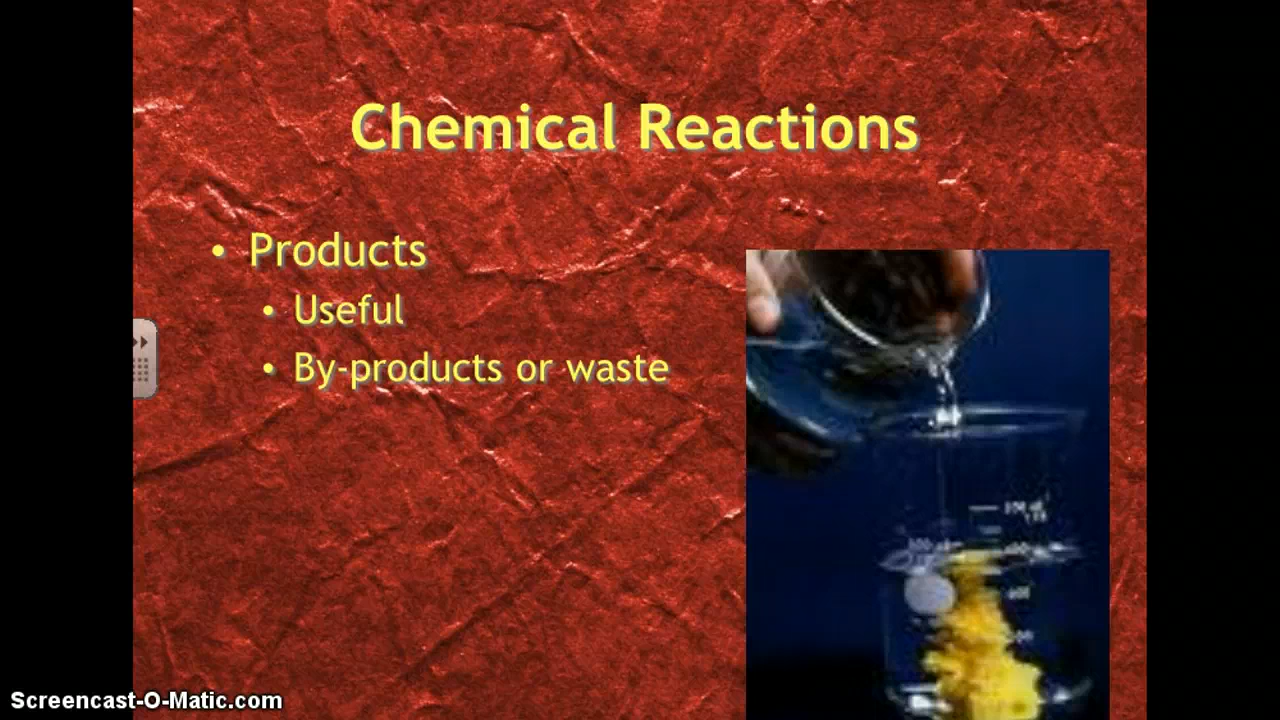 Chemical Reactions
• Products
• Useful
• By-products or waste
Screencast-O-Matic.com